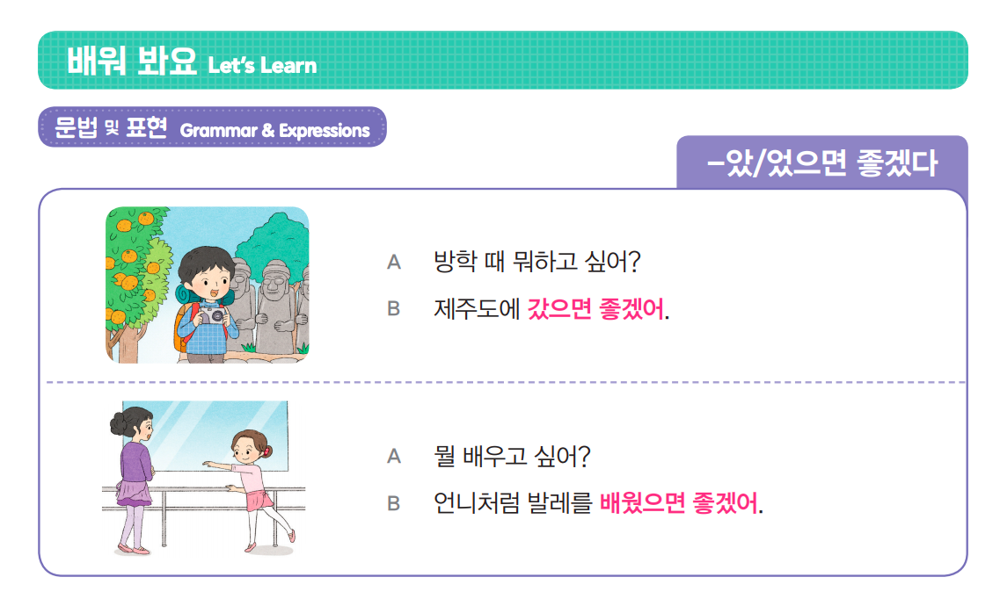 배워 봐요 Let's Learn
문법 및 표현 Grammar & Expressions
–았/었으면 좋겠다
A 방학 때 뭐하고 싶어?
B 제주도에 갔으면 좋겠어.
A 뭘 배우고 싶어?
B 언니처럼 발레를 배웠으면 좋겠어.